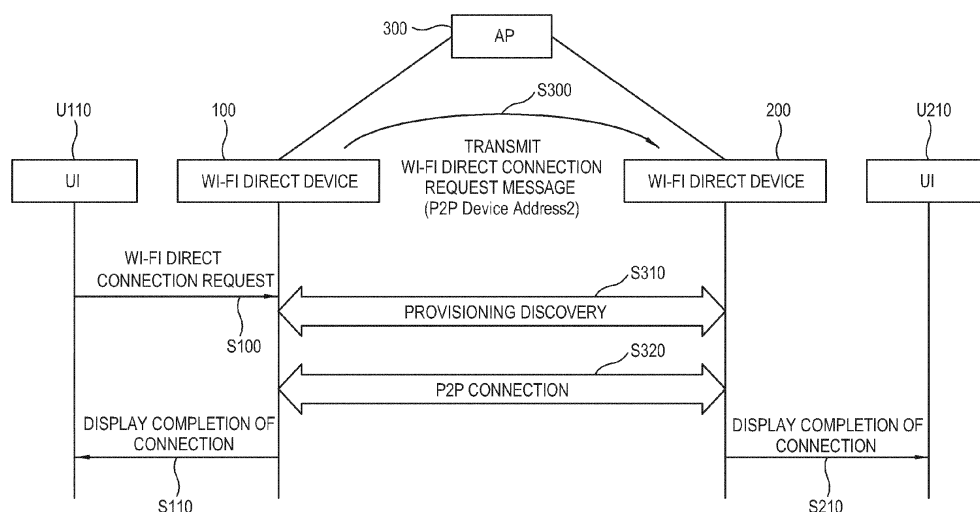 300
AP
S300
U110
100
200
U210
TRANSMIT
WI-FI DIRECT CONNECTION
REQUEST MESSAGE
(P2P Device Address2)
UI
WI-FI DIRECT DEVICE
WI-FI DIRECT DEVICE
UI
WI-FI DIRECT
CONNECTION REQUEST
S100
S310
PROVISIONING DISCOVERY
S320
P2P CONNECTION
DISPLAY COMPLETION OF
CONNECTION
S110
DISPLAY COMPLETION OF
CONNECTION
S210